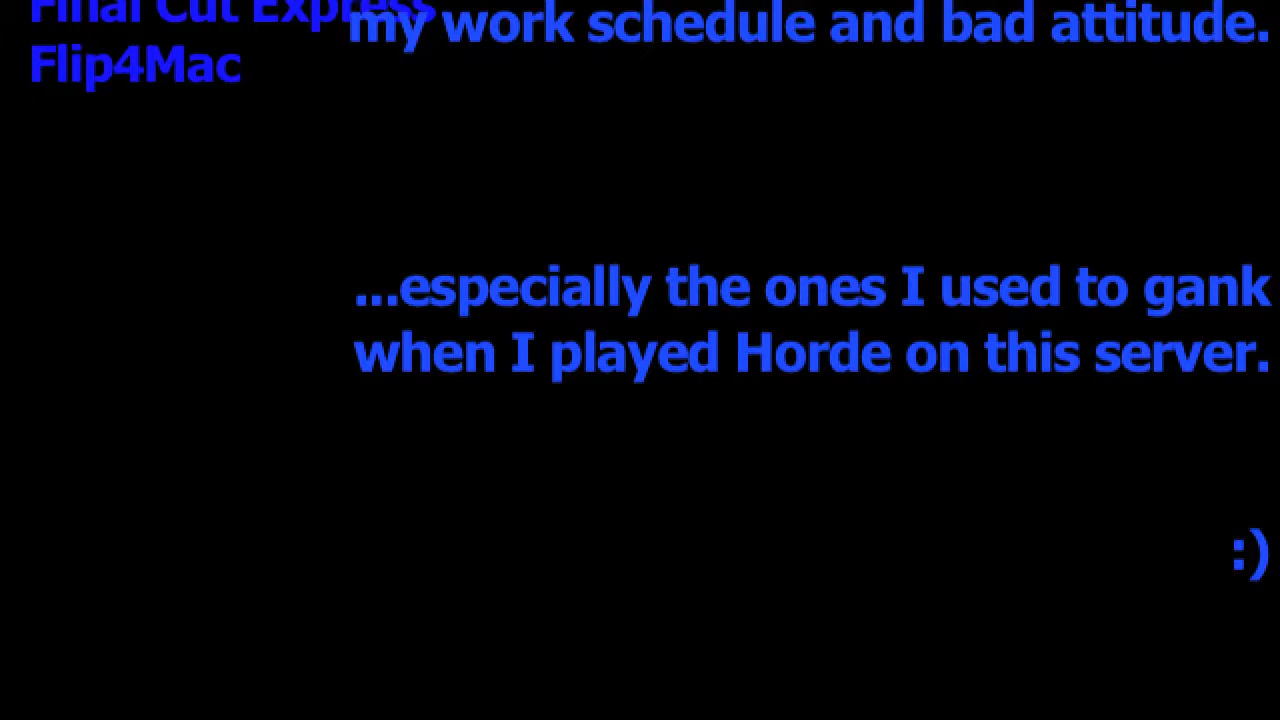 Final Cut Express
Flip4Mac
my work schedule and bad attitude.
...especially the ones I used to gank
when I played Horde on this server.
:)